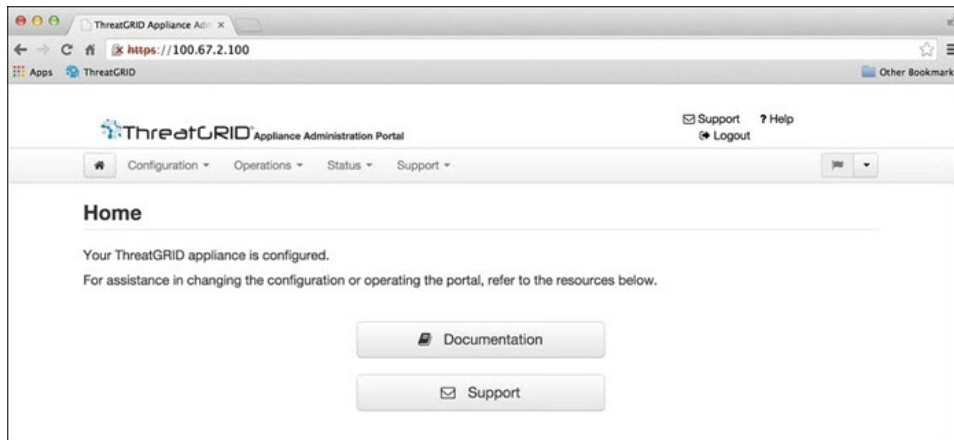 ThreatGRID Appliance Adm
https://100.67.2.100
Apps ThreatGRID Other Bookmark
ThreatGRID Appliance Administration Portal
Support ? Help
Logout
Configuration Operations Status Support
Home
Your ThreatGRID appliance is configured.
For assistance in changing the configuration or operating the portal, refer to the resources below.
Documentation
Support